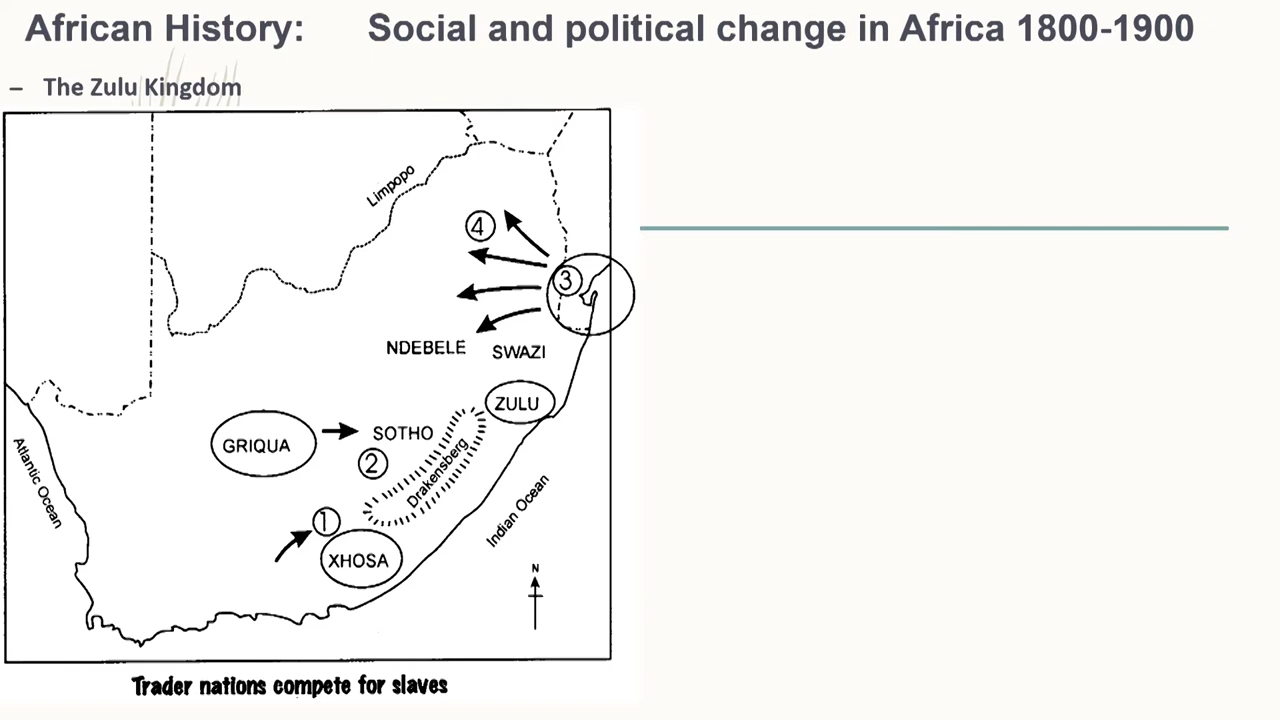 African History: Social and political change in Africa 1800-1900
– The Zulu Kingdom
Limpopo
4
3
NDEBELE SWAZI
ZULU
GRIQUA
SOTHO
2
Drakensberg
Atlantic Ocean
Indian Ocean
1
XHOSA
N
Trader nations compete for slaves